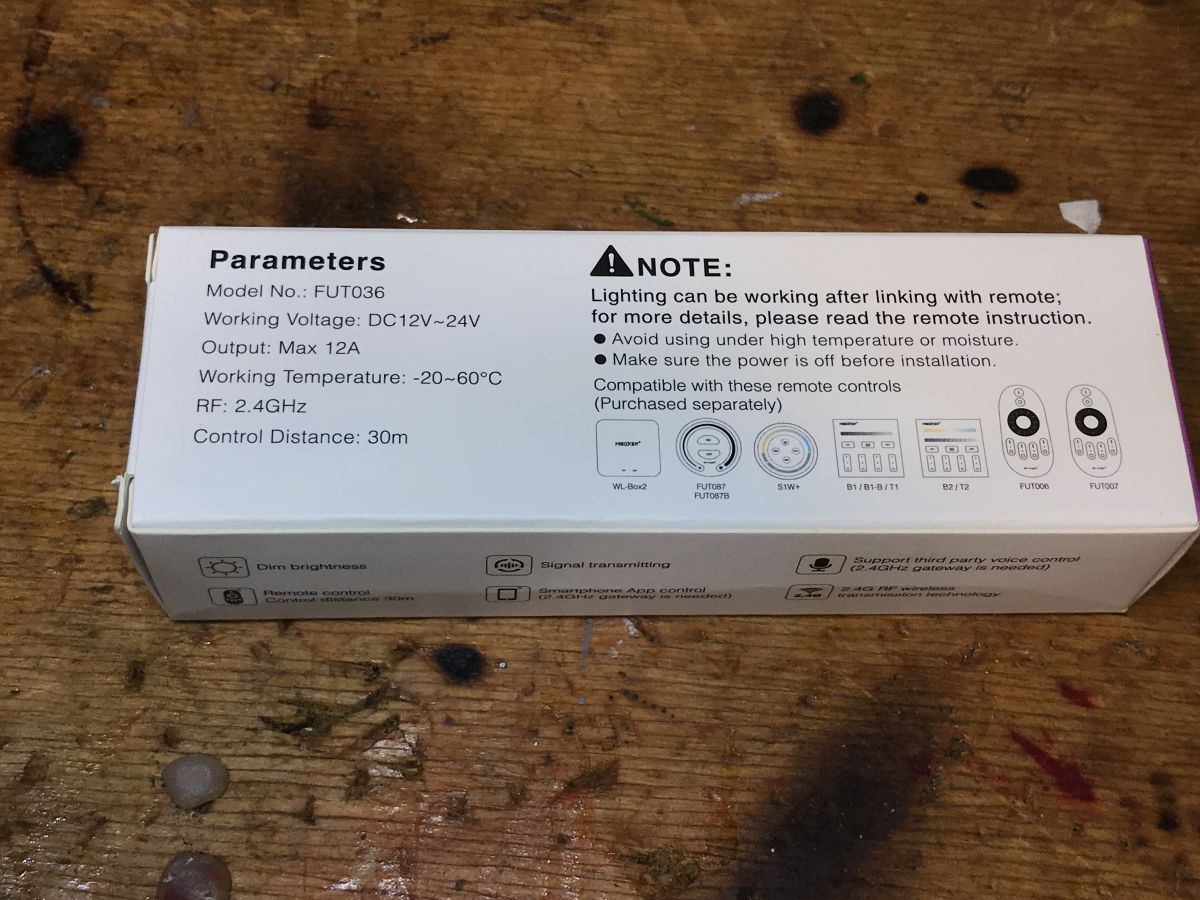 Parameters
Model No.: FUT036
Working Voltage: DC12V~24V
Output: Max 12A
Working Temperature: -20~60°C
RF: 2.4GHz
Control Distance: 30m
NOTE:
Lighting can be working after linking with remote;
for more details, please read the remote instruction.
● Avoid using under high temperature or moisture.
● Make sure the power is off before installation.
Compatible with these remote controls
(Purchased separately)
WL-Box2
FUT087
FUT087B
S1W+
B1 / B1-B / T1
B2 / T2
FUT006
FUT007
Dim brightness
Remote control
Control distance 30m
Signal transmitting
Smartphone App control
(2.4GHz gateway is needed)
Support third party voice control
(2.4GHz gateway is needed)
2.4G
2.4G RF wireless
transmission technology